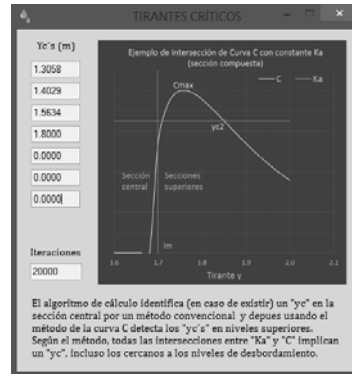 TIRANTES CRÍTICOS
Yc´s (m)
1.3058
1.4029
1.5634
1.8000
0.0000
0.0000
0.0000
Iteraciones
20000
Ejemplo de intersección de Curva C con constante Ka
(sección compuesta)
C
Ka
Cmax
yc2
Sección
central
Secciones
superiores
lm
1.6 1.7 1.8 1.9 2.0 2.1
Tirante y
El algoritmo de cálculo identifica (en caso de existir) un "yc" en la
sección central por un método convencional y depues usando el
método de la curva C detecta los "yc´s" en niveles superiores.
Según el método, todas las intersecciones entre "Ka" y "C" implican
un "yc", incluso los cercanos a los niveles de desbordamiento.